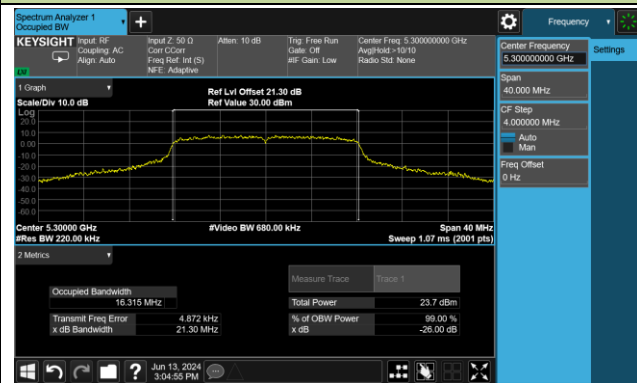 Spectrum Analyzer 1
Occupied BW
Frequency
KEYSIGHT
Input: RF
Coupling: AC
Align: Auto
Input Z: 50 Ω
Corr CCorr
Freq Ref: Int (S)
NFE: Adaptive
Atten: 10 dB
Trig: Free Run
Gate: Off
#IF Gain: Low
Center Freq: 5.300000000 GHz
Avg|Hold:>10/10
Radio Std: None
Center Frequency
5.300000000 GHz
Settings
Span
40.000 MHz
CF Step
4.000000 MHz
Auto
Man
Freq Offset
0 Hz
1 Graph
Scale/Div 10.0 dB
Ref Lvl Offset 21.30 dB
Ref Value 30.00 dBm
Log
20.0
10.0
0.00
-10.0
-20.0
-30.0
-40.0
-50.0
-60.0
Center 5.30000 GHz
#Res BW 220.00 kHz
#Video BW 680.00 kHz
Span 40 MHz
Sweep 1.07 ms (2001 pts)
2 Metrics
Measure Trace
Trace 1
Occupied Bandwidth
16.315 MHz
Total Power
23.7 dBm
Transmit Freq Error
4.872 kHz
% of OBW Power
99.00 %
x dB Bandwidth
21.30 MHz
x dB
-26.00 dB
Jun 13, 2024
3:04:55 PM